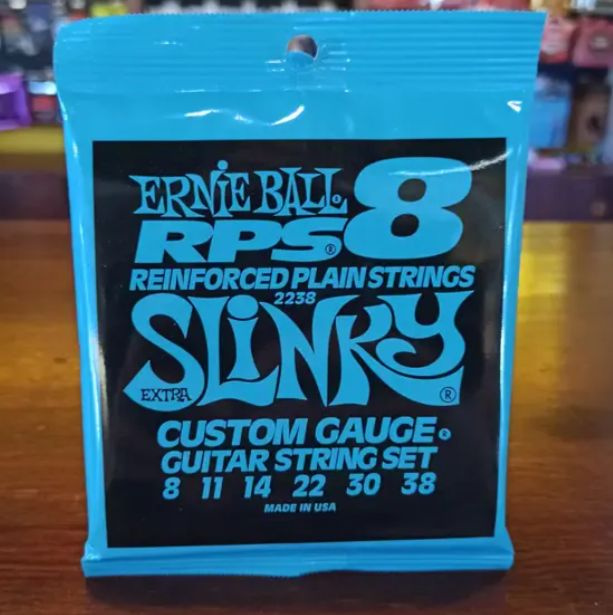 ERNIE BALL®
RPS® 8
REINFORCED PLAIN STRINGS
2238
EXTRA SLINKY®
CUSTOM GAUGE®
GUITAR STRING SET
8 11 14 22 30 38
MADE IN USA